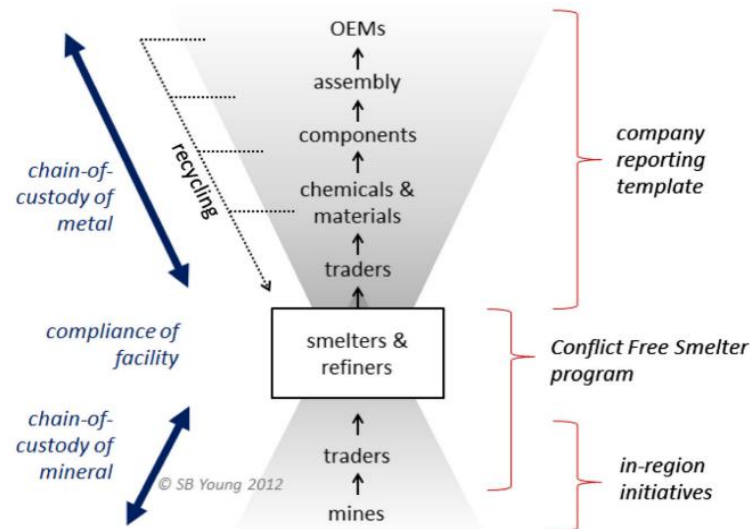 OEMs
assembly
components
chemicals &
materials
traders
smelters &
refiners
traders
mines
recycling
chain-of-
custody of
metal
compliance of
facility
chain-of-
custody of
mineral
© SB Young 2012
company
reporting
template
Conflict Free Smelter
program
in-region
initiatives